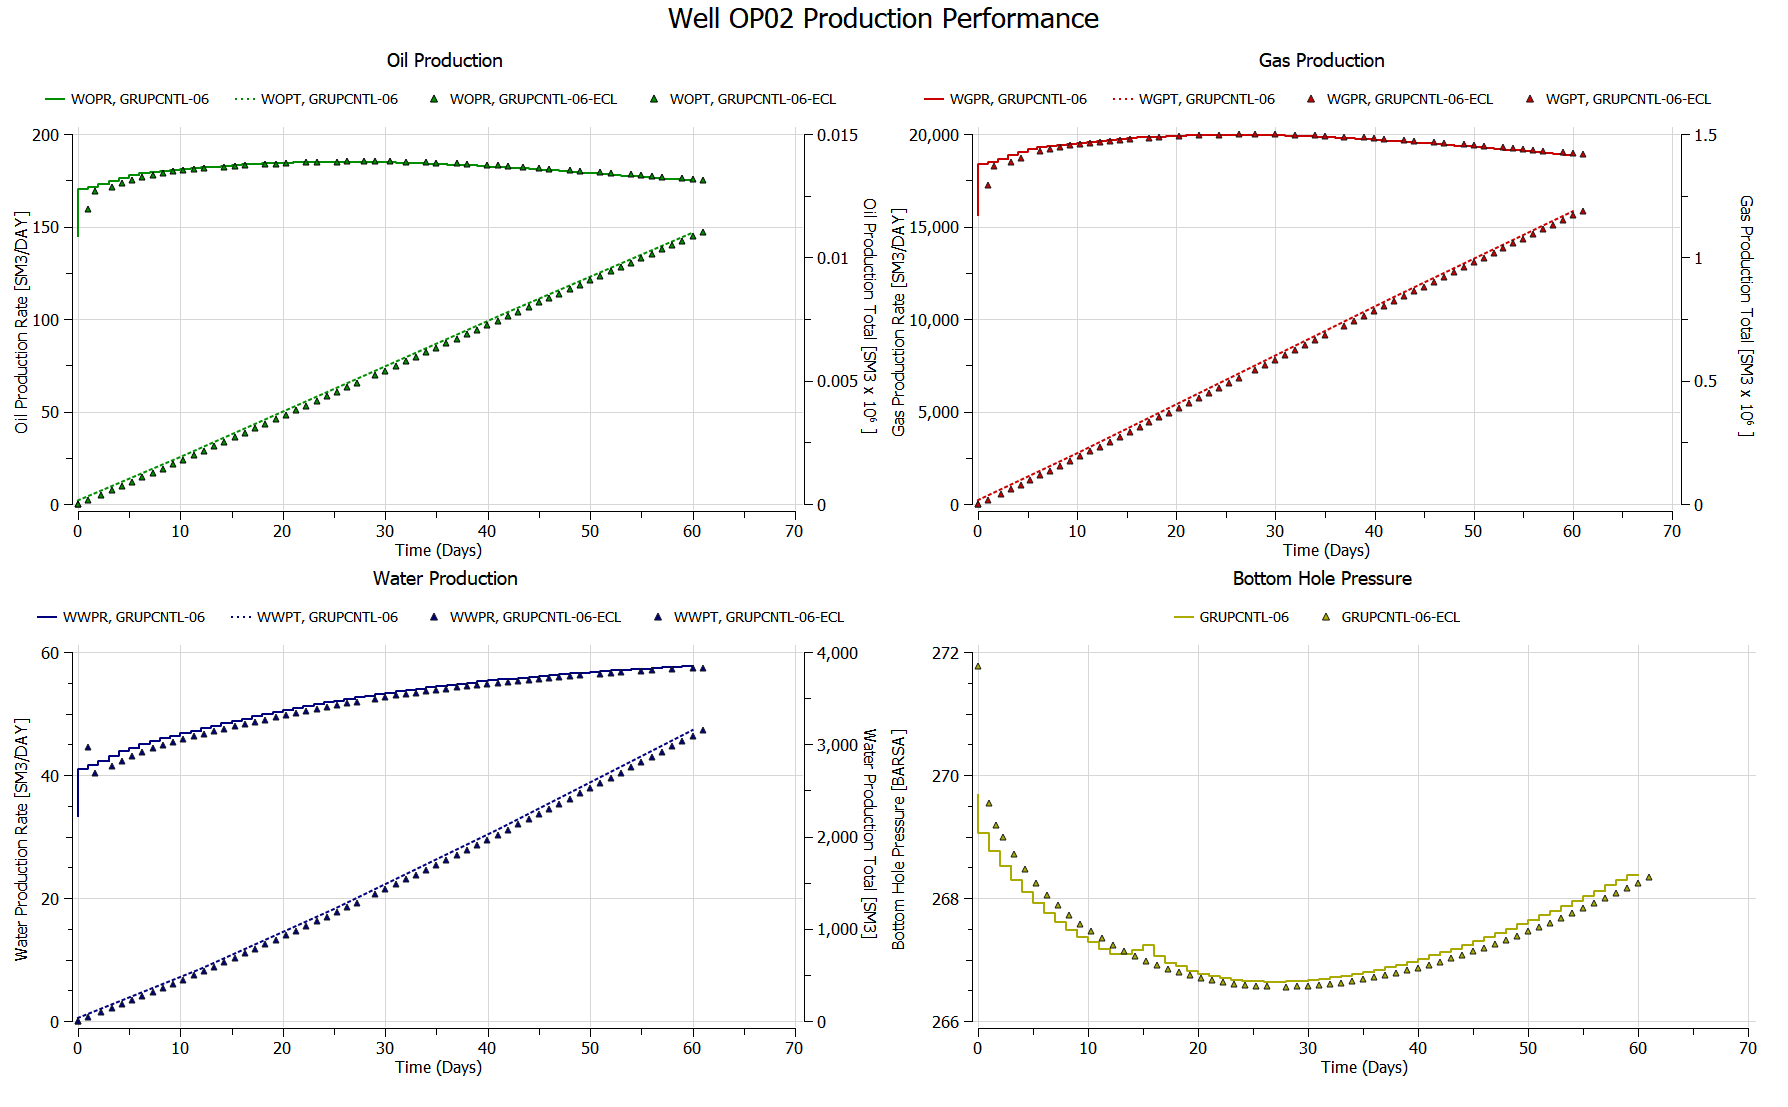 Well OP02 Production Performance
Oil Production
WOPR, GRUPCNTL-06 WOPT, GRUPCNTL-06 WOPR, GRUPCNTL-06-ECL WOPT, GRUPCNTL-06-ECL
200
150
100
50
0
Oil Production Rate [SM3/DAY]
0.015
0.01
0.005
0
Oil Production Total [SM3 x 10⁶ ]
0 10 20 30 40 50 60 70
Time (Days)
Gas Production
WGPR, GRUPCNTL-06 WGPT, GRUPCNTL-06 WGPR, GRUPCNTL-06-ECL WGPT, GRUPCNTL-06-ECL
20,000
15,000
10,000
5,000
0
Gas Production Rate [SM3/DAY]
1.5
1
0.5
0
Gas Production Total [SM3 x 10⁶ ]
0 10 20 30 40 50 60 70
Time (Days)
Water Production
WWPR, GRUPCNTL-06 WWPT, GRUPCNTL-06 WWPR, GRUPCNTL-06-ECL WWPT, GRUPCNTL-06-ECL
60
40
20
0
Water Production Rate [SM3/DAY]
4,000
3,000
2,000
1,000
0
Water Production Total [SM3]
0 10 20 30 40 50 60 70
Time (Days)
Bottom Hole Pressure
GRUPCNTL-06 GRUPCNTL-06-ECL
272
270
268
266
Bottom Hole Pressure [BARSA]
0 10 20 30 40 50 60 70
Time (Days)